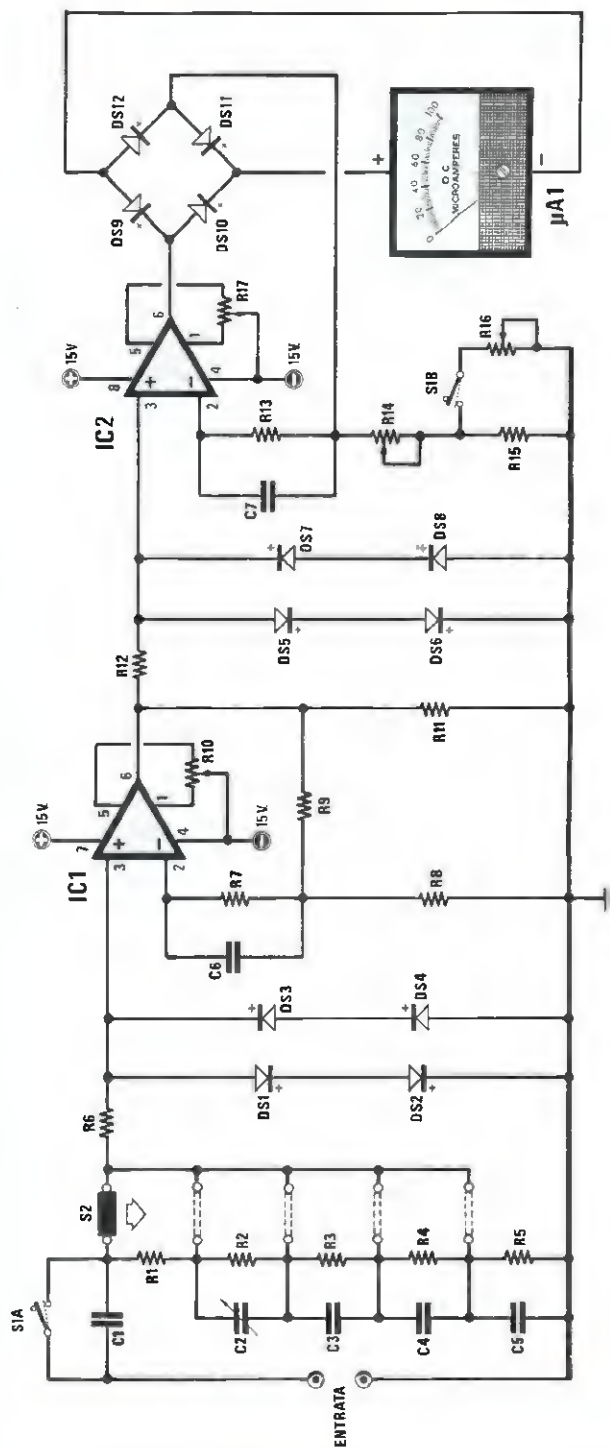 S1A
C1
S2
R1
R2
R3
R4
R5
C2
C3
C4
C5
ENTRATA
R6
DS1
DS2
DS3
DS4
IC1
15V.
7
3
+
-
2
6
5
1
4
R10
15V.
C6
R7
R8
R9
R11
R12
DS5
DS6
DS7
DS8
IC2
15V.
8
3
+
-
2
6
5
1
4
R17
15V.
C7
R13
R14
R15
S1B
R16
DS9
DS10
DS11
DS12
+
-
0 20 40 60 80 100
D.C.
MICROAMPERES
µA1